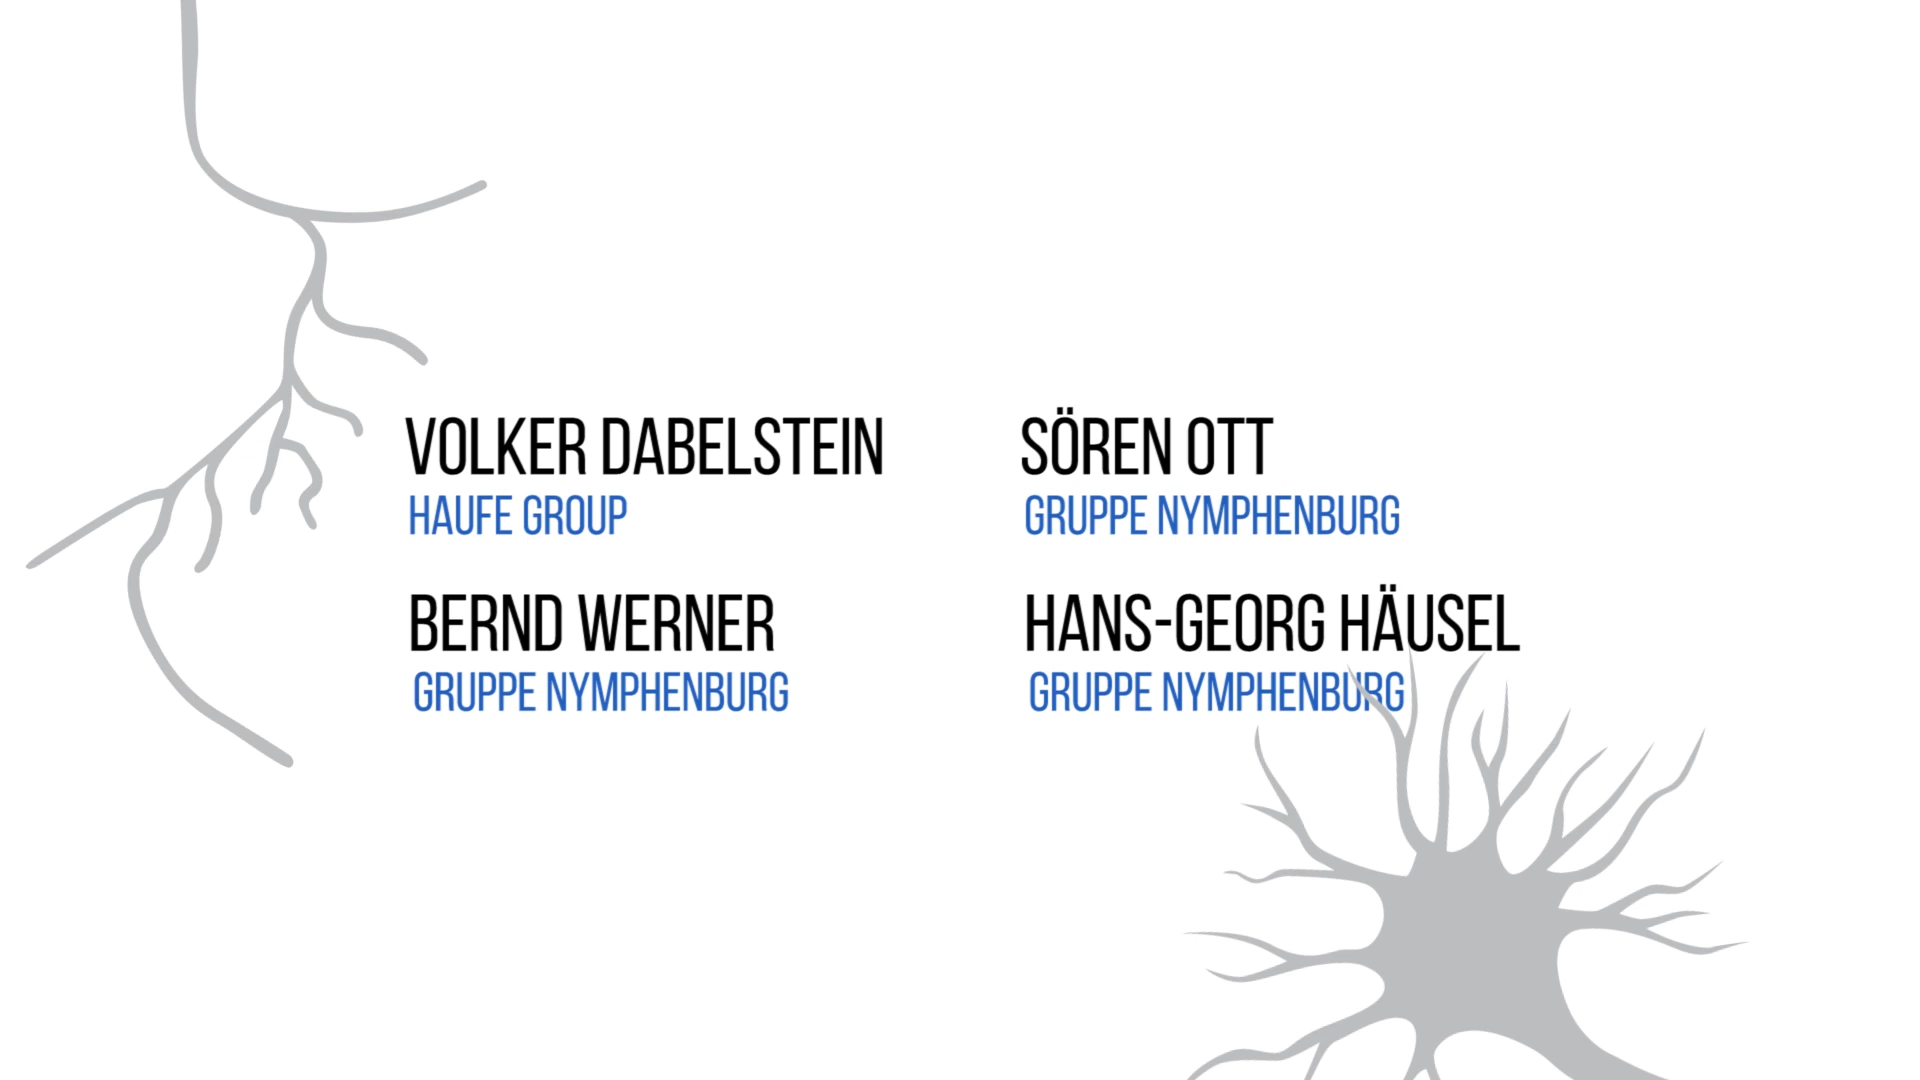 VOLKER DABELSTEIN
HAUFE GROUP
SÖREN OTT
GRUPPE NYMPHENBURG
BERND WERNER
GRUPPE NYMPHENBURG
HANS-GEORG HÄUSEL
GRUPPE NYMPHENBURG